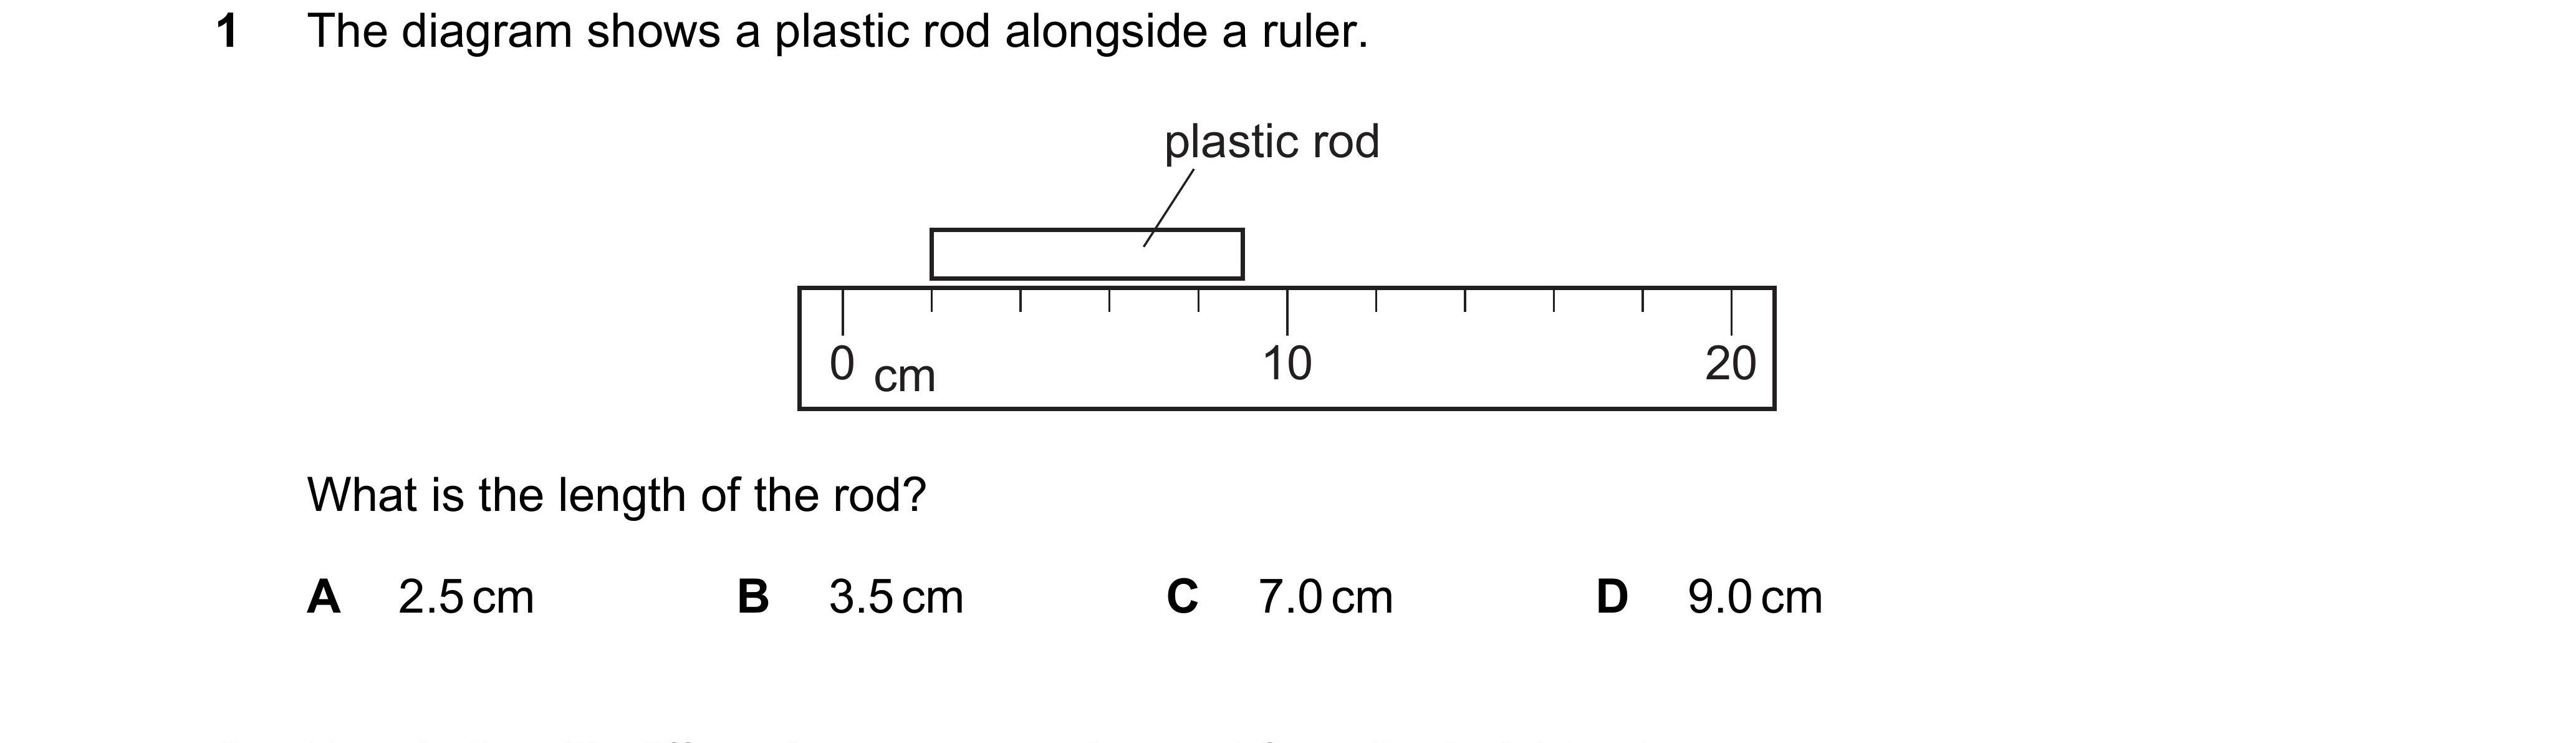 1 The diagram shows a plastic rod alongside a ruler.
plastic rod
0 cm 10 20
What is the length of the rod?
A 2.5 cm B 3.5 cm C 7.0 cm D 9.0 cm